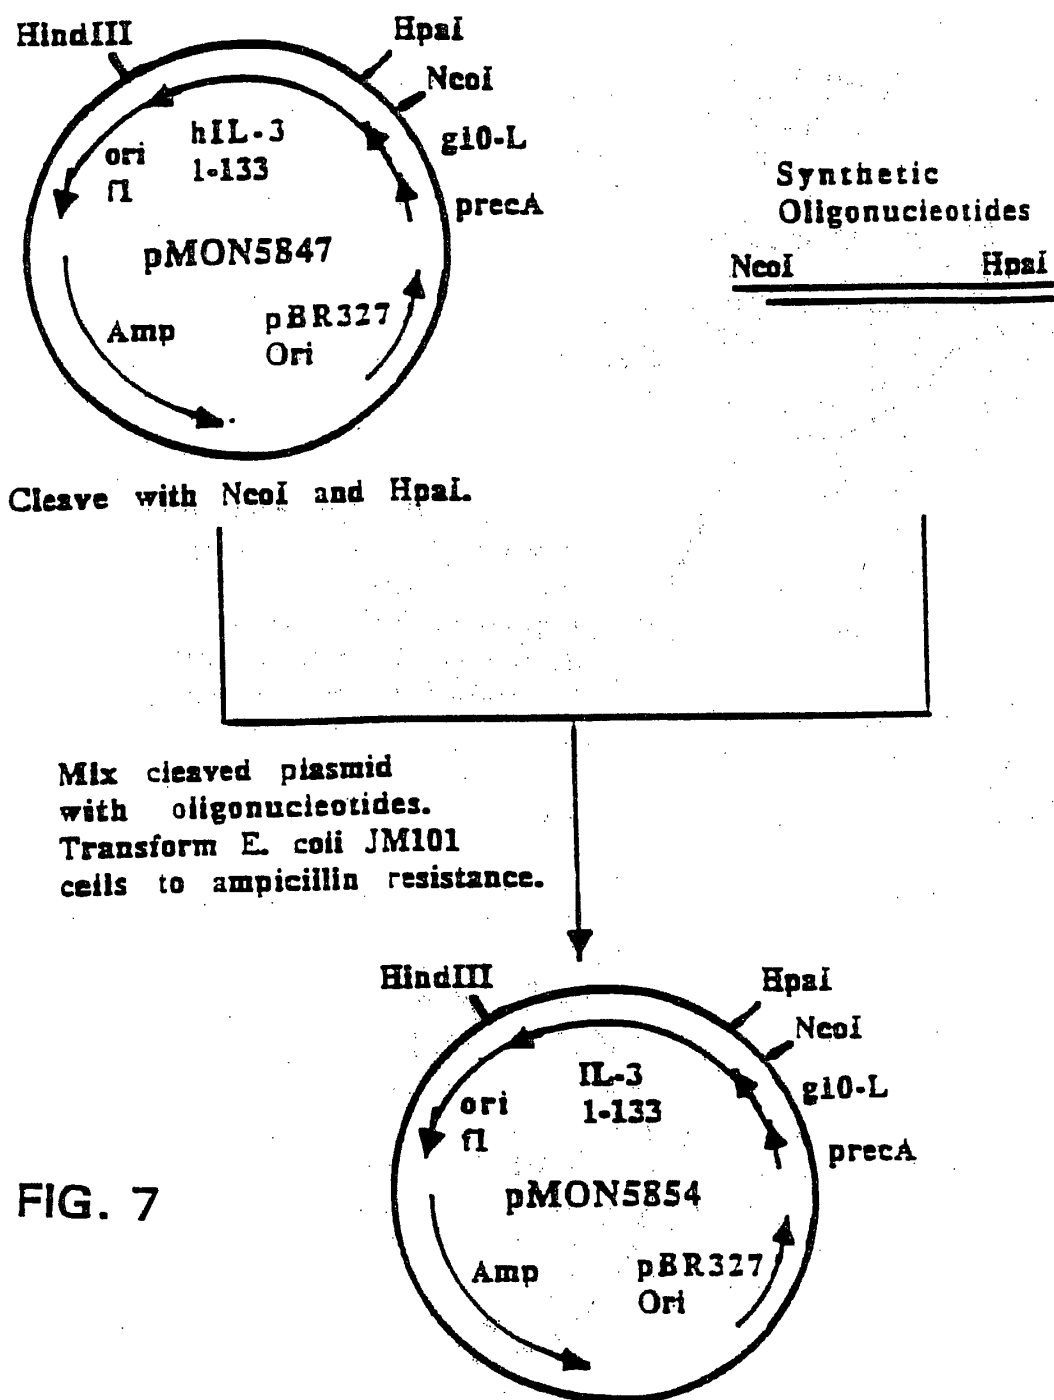 HindIII
HpaI
NcoI
hIL-3
1-133
g10-L
ori
f1
precA
pMON5847
Amp
pBR327
Ori
Synthetic
Oligonucleotides
NcoI HpaI
Cleave with NcoI and HpaI.
Mix cleaved plasmid
with oligonucleotides.
Transform E. coli JM101
cells to ampicillin resistance.
HindIII
HpaI
NcoI
IL-3
1-133
g10-L
ori
f1
precA
pMON5854
Amp
pBR327
Ori
FIG. 7